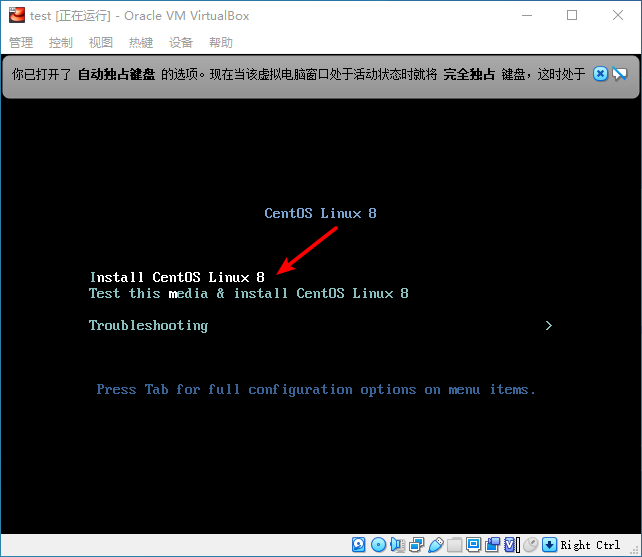 test [正在运行] - Oracle VM VirtualBox
管理 控制 视图 热键 设备 帮助
你已打开了 自动独占键盘 的选项。现在当该虚拟电脑窗口处于活动状态时就将 完全独占 键盘，这时处于
CentOS Linux 8
Install CentOS Linux 8
Test this media & install CentOS Linux 8
Troubleshooting >
Press Tab for full configuration options on menu items.
Right Ctrl